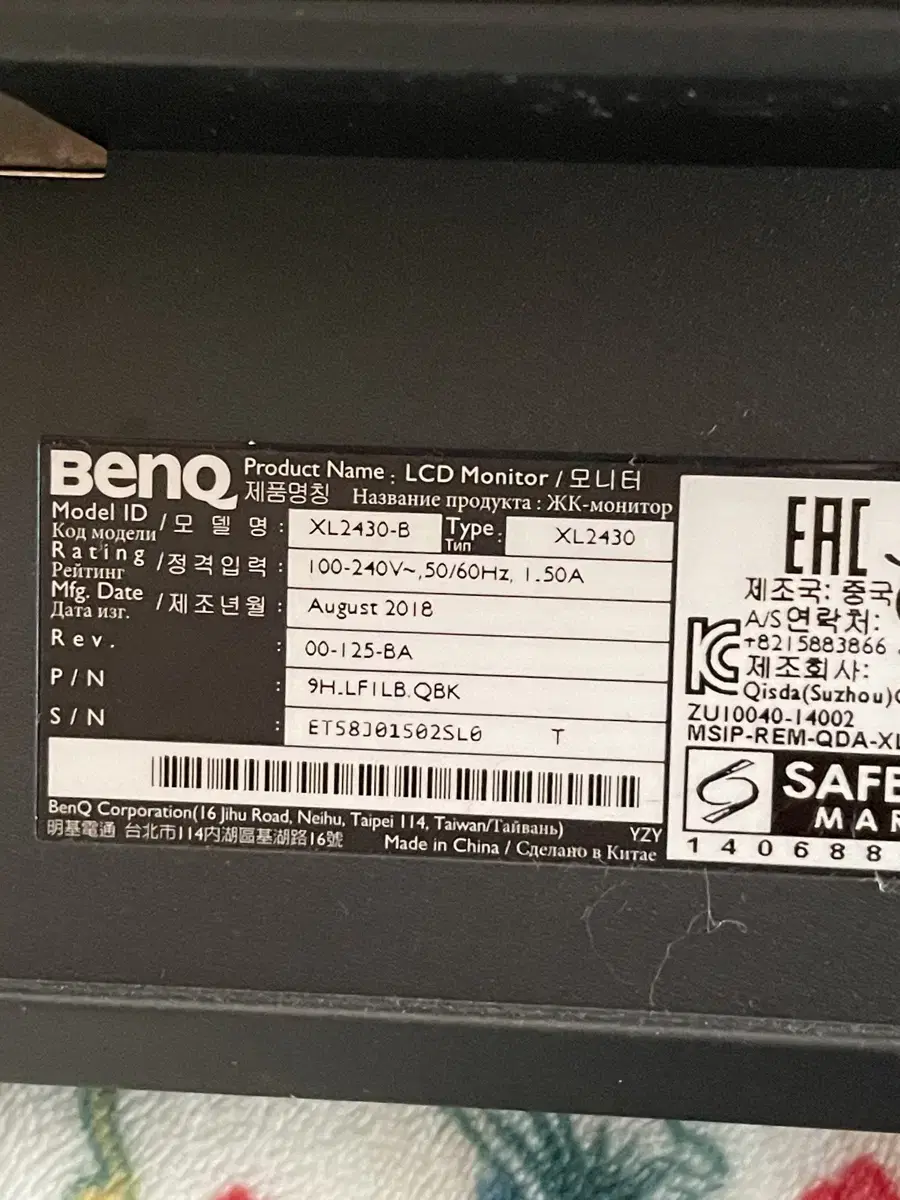 BenQ
Product Name : LCD Monitor / 모니터
제품명칭 Название продукта : ЖК-монитор
Model ID / 모 델 명 : XL2430-B Type : XL2430
Код модели Тип
Rating / 정격입력 : 100-240V~,50/60Hz, 1.50A
Рейтинг
Mfg. Date / 제조년월 : August 2018
Дата изг.
Rev. : 00-125-BA
P/N : 9H.LF1LB.QBK
S/N : ET58J01502SL0 T
BenQ Corporation(16 Jihu Road, Neihu, Taipei 114, Taiwan/Тайвань)
明基電通 台北市114内湖區基湖路16號
YZY
Made in China / Сделано в Китае
EAC
제조국: 중국
A/S연락처:
+8215883866
제조회사:
Qisda(Suzhou)
ZU10040-14002
MSIP-REM-QDA-XL
SAFE
MAR
140688